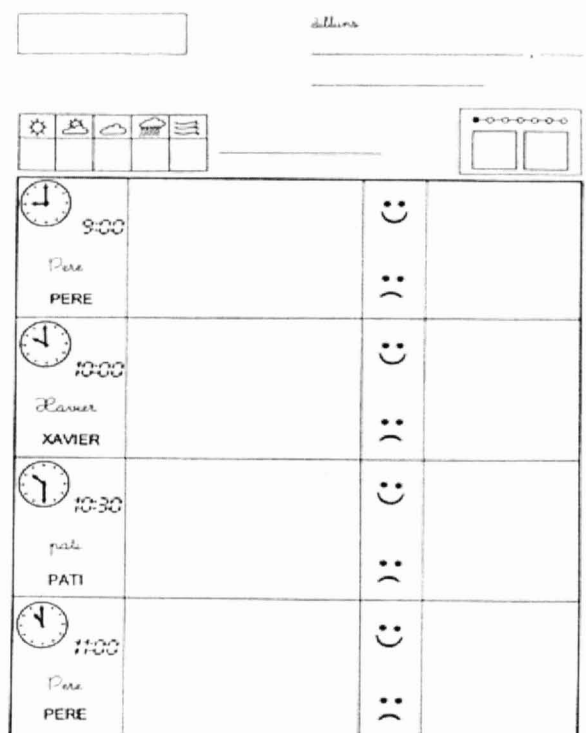 dilluns
,
9:00
Pere
PERE
10:00
Xavier
XAVIER
10:30
pati
PATI
11:00
Pere
PERE